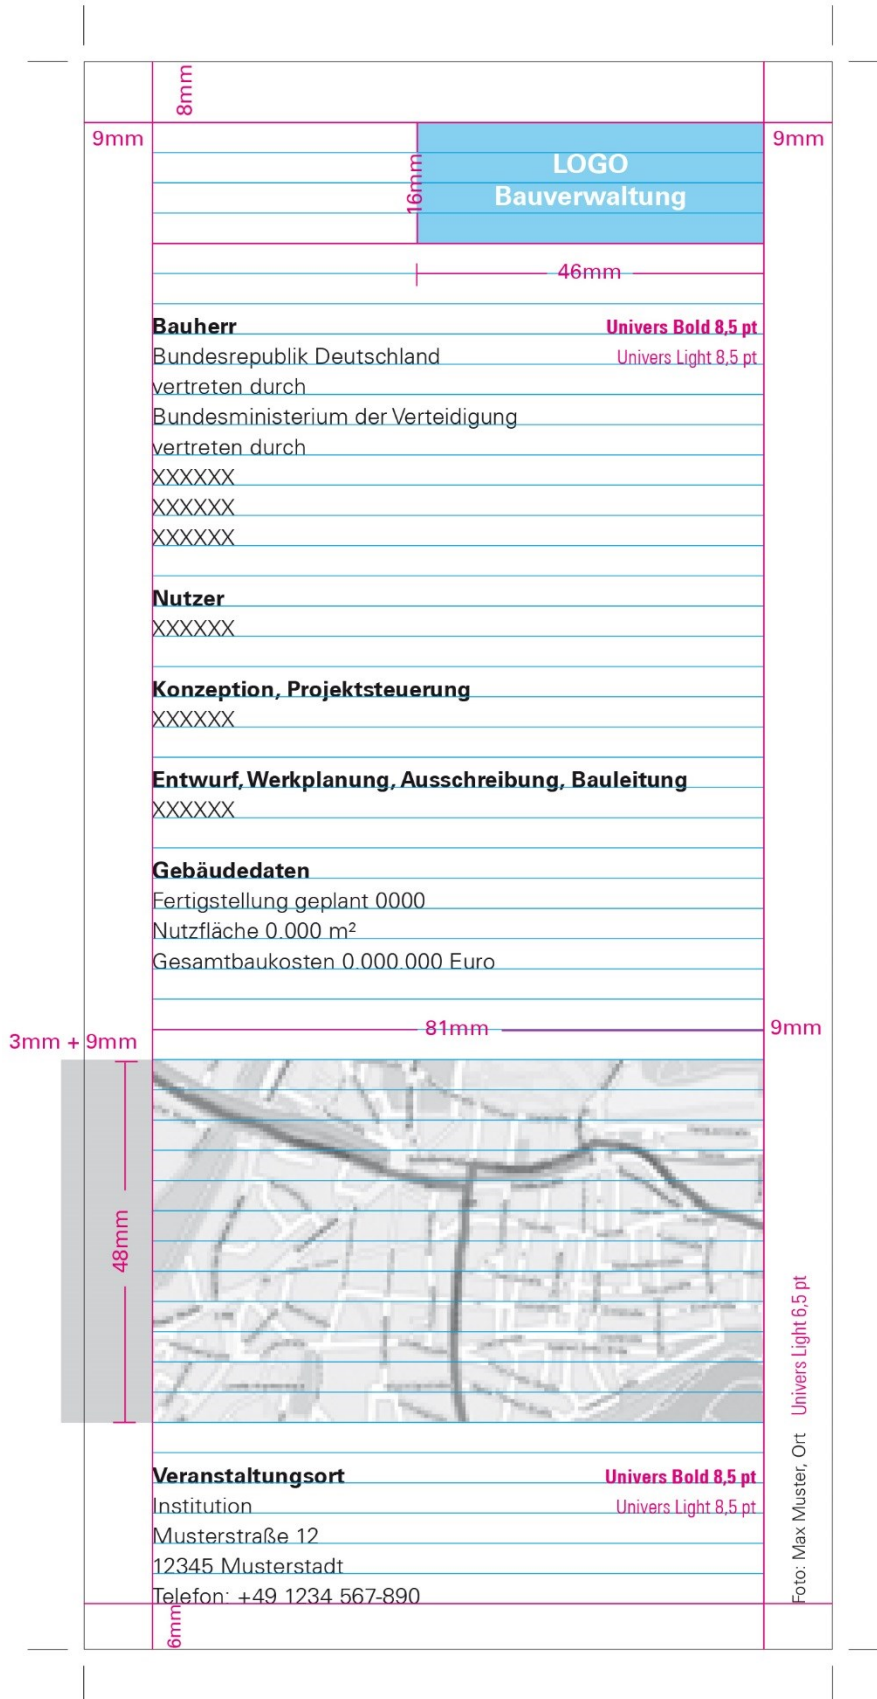 8mm
9mm
9mm
LOGO
Bauverwaltung
16mm
46mm
Bauherr
Univers Bold 8,5 pt
Bundesrepublik Deutschland
Univers Light 8,5 pt
vertreten durch
Bundesministerium der Verteidigung
vertreten durch
XXXXXX
XXXXXX
XXXXXX
Nutzer
XXXXXX
Konzeption, Projektsteuerung
XXXXXX
Entwurf, Werkplanung, Ausschreibung, Bauleitung
XXXXXX
Gebäudedaten
Fertigstellung geplant 0000
Nutzfläche 0.000 m²
Gesamtbaukosten 0.000.000 Euro
81mm
9mm
3mm + 9mm
48mm
Foto: Max Muster, Ort Univers Light 6,5 pt
Veranstaltungsort
Univers Bold 8,5 pt
Institution
Univers Light 8,5 pt
Musterstraße 12
12345 Musterstadt
Telefon: +49 1234 567-890
6mm